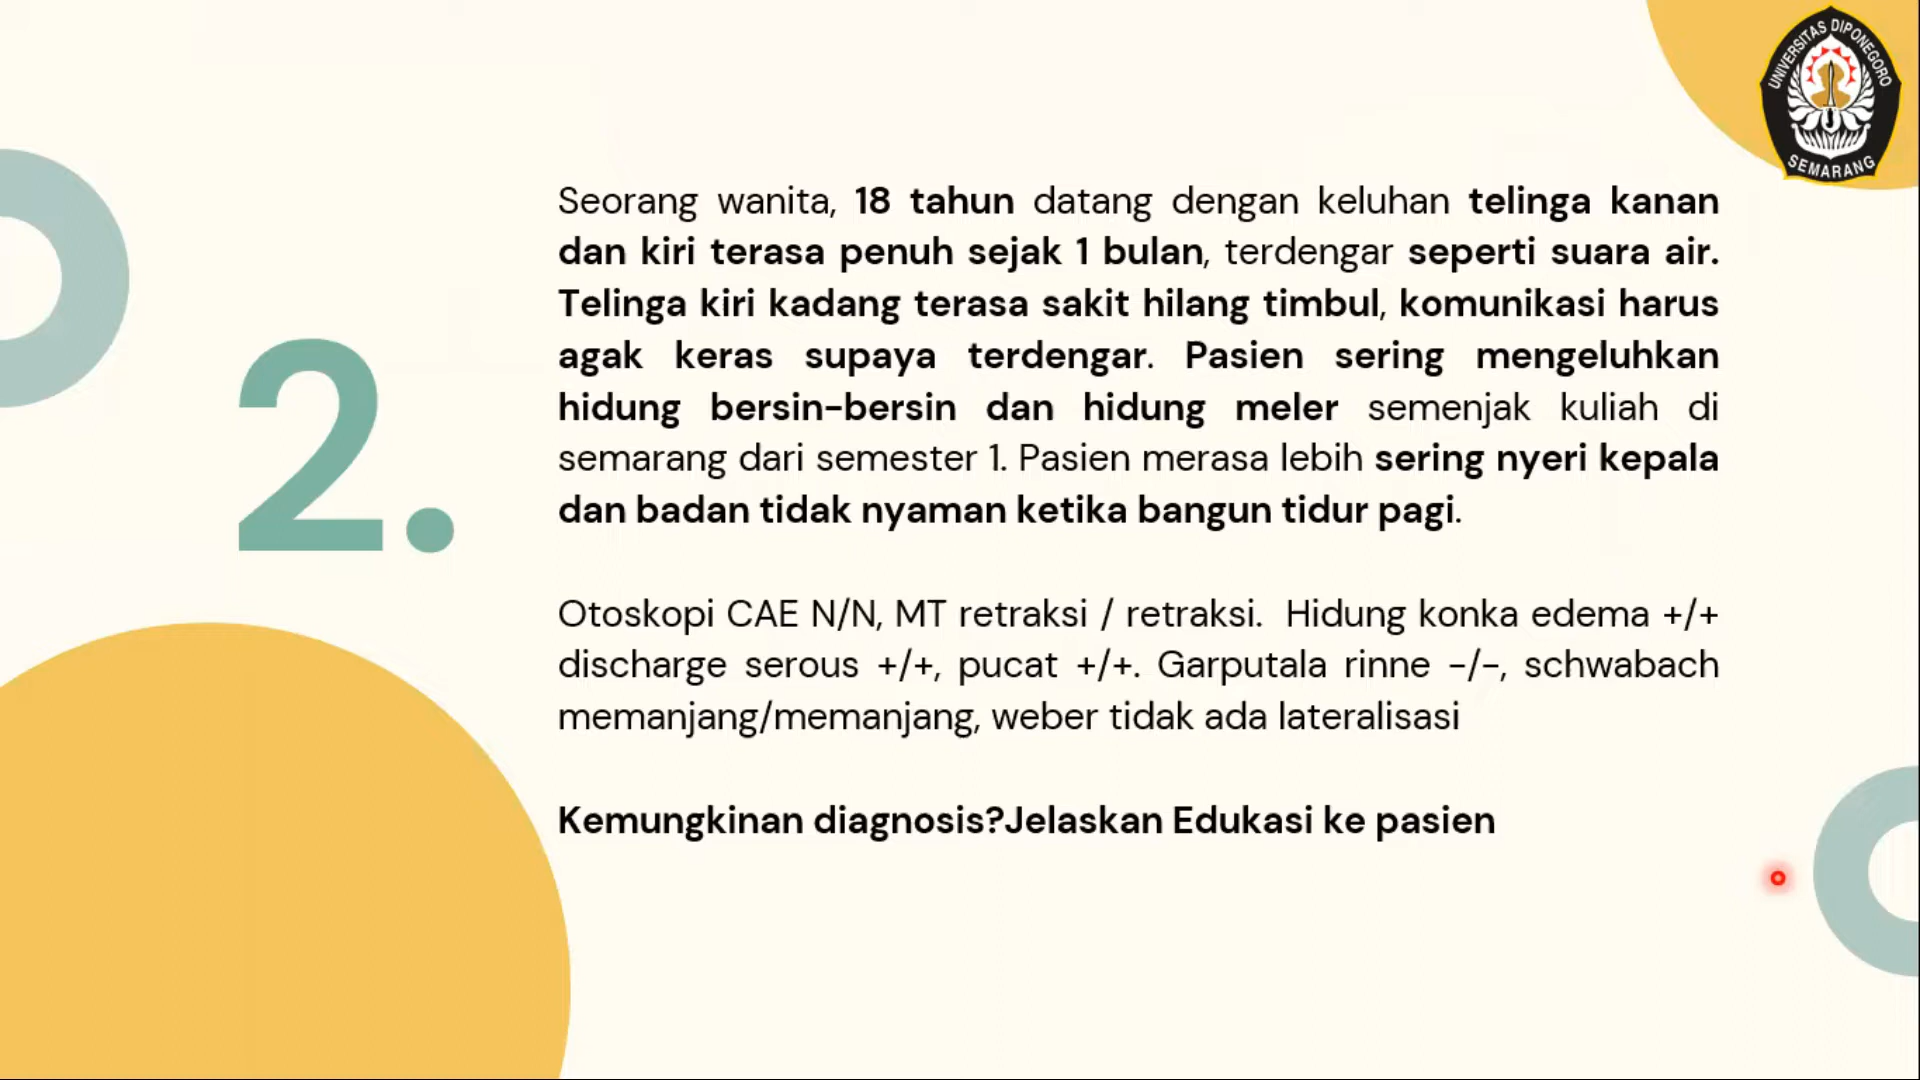 UNIVERSITAS DIPONEGORO
SEMARANG
2.
Seorang wanita, 18 tahun datang dengan keluhan telinga kanan
dan kiri terasa penuh sejak 1 bulan, terdengar seperti suara air.
Telinga kiri kadang terasa sakit hilang timbul, komunikasi harus
agak keras supaya terdengar. Pasien sering mengeluhkan
hidung bersin-bersin dan hidung meler semenjak kuliah di
semarang dari semester 1. Pasien merasa lebih sering nyeri kepala
dan badan tidak nyaman ketika bangun tidur pagi.
Otoskopi CAE N/N, MT retraksi / retraksi. Hidung konka edema +/+
discharge serous +/+, pucat +/+. Garputala rinne -/-, schwabach
memanjang/memanjang, weber tidak ada lateralisasi
Kemungkinan diagnosis?Jelaskan Edukasi ke pasien